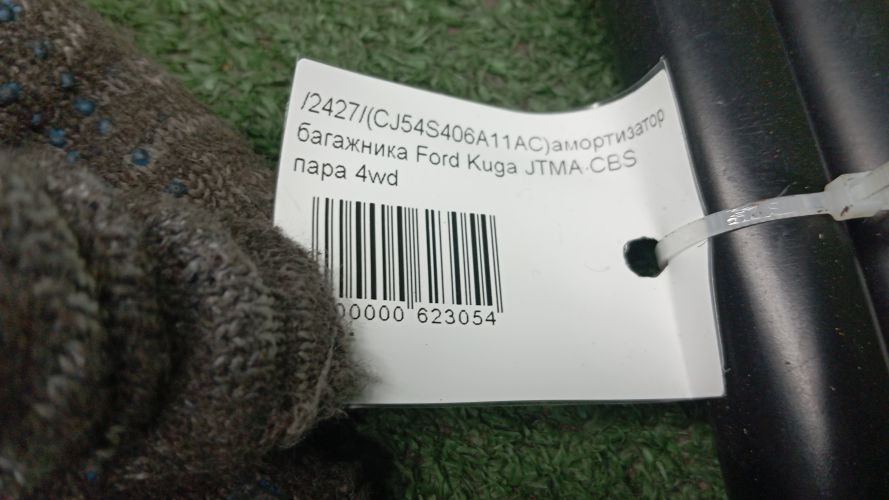 /2427/(CJ54S406A11AC)амортизатор
багажника Ford Kuga JTMA CBS
пара 4wd
00000 623054